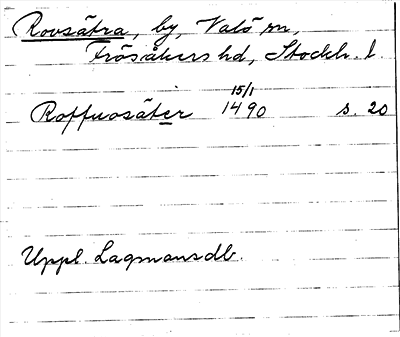 Rovsätra, by, Valö sn,
Frösåkers hd, Stockh. l.
15/1
Roffuosäter 1490 s. 20
Uppl. Lagmansdb.